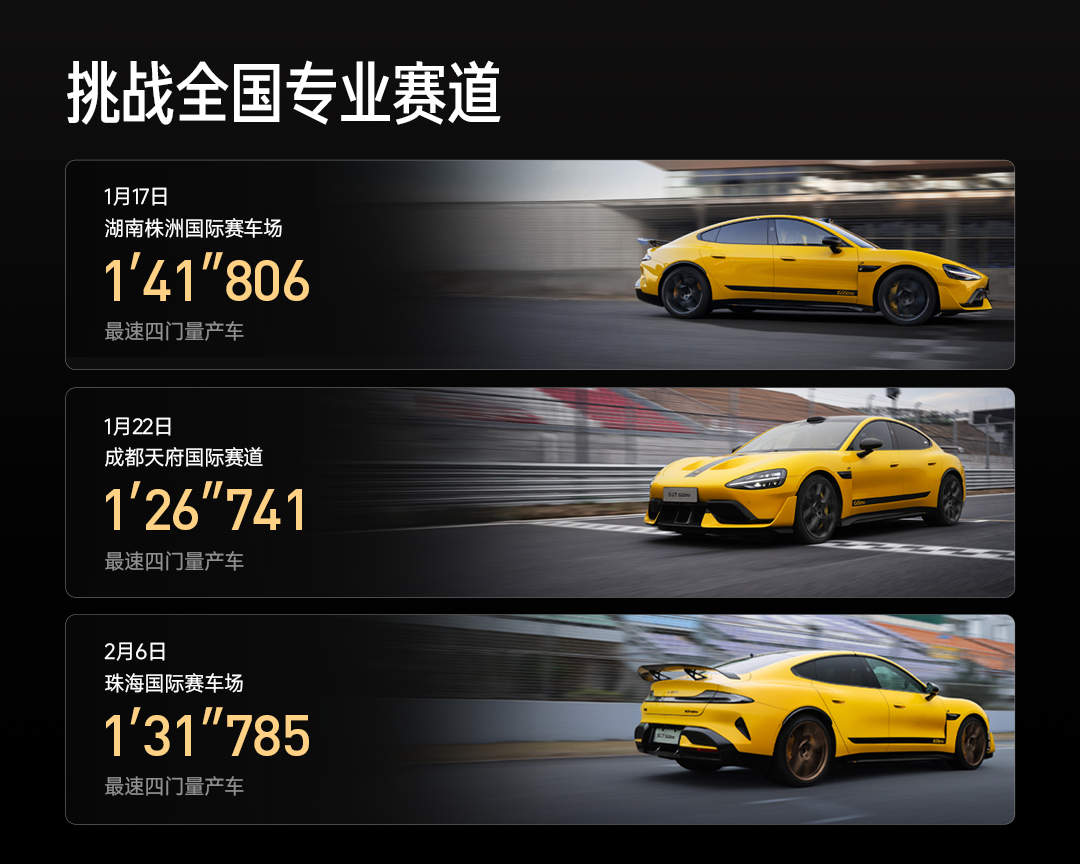 挑战全国专业赛道
1月17日
湖南株洲国际赛车场
1′41″806
最速四门量产车
1月22日
成都天府国际赛道
1′26″741
最速四门量产车
2月6日
珠海国际赛车场
1′31″785
最速四门量产车